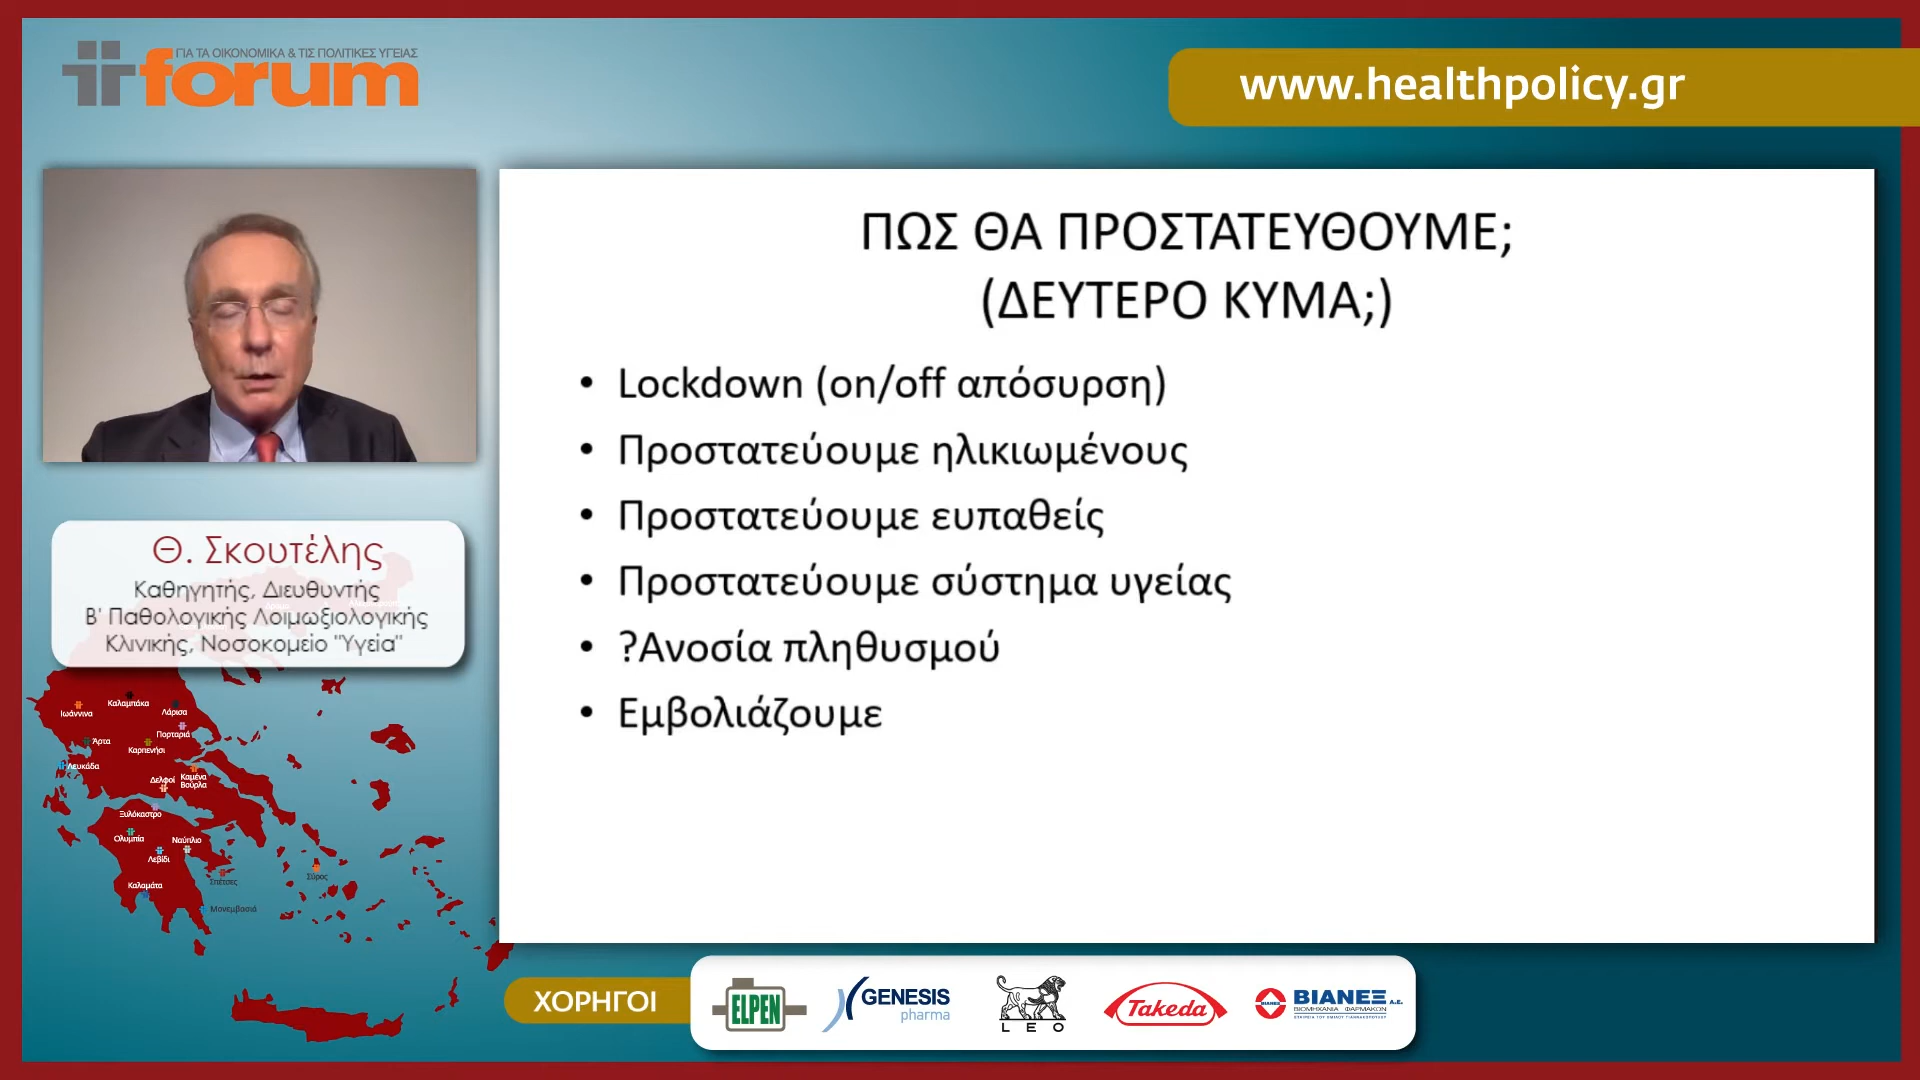 ΓΙΑ ΤΑ ΟΙΚΟΝΟΜΙΚΑ & ΤΙΣ ΠΟΛΙΤΙΚΕΣ ΥΓΕΙΑΣ
forum
www.healthpolicy.gr
ΠΩΣ ΘΑ ΠΡΟΣΤΑΤΕΥΘΟΥΜΕ;
(ΔΕΥΤΕΡΟ ΚΥΜΑ;)
• Lockdown (on/off απόσυρση)
• Προστατεύουμε ηλικιωμένους
• Προστατεύουμε ευπαθείς
• Προστατεύουμε σύστημα υγείας
• ?Ανοσία πληθυσμού
• Εμβολιάζουμε
Θ. Σκουτέλης
Καθηγητής, Διευθυντής
Β' Παθολογικής Λοιμωξιολογικής
Κλινικής, Νοσοκομείο "Υγεία"
Ιωάννινα
Καλαμπάκα
Λάρισα
Πορταριά
Άρτα
Καρπενήσι
Λευκάδα
Δελφοί
Καμένα
Βούρλα
Ξυλόκαστρο
Ολυμπία
Ναύπλιο
Λεβίδι
Καλαμάτα
Σπέτσες
Σύρος
Μονεμβασιά
ΧΟΡΗΓΟΙ
ELPEN
GENESIS
pharma
LEO
Takeda
ΒΙΑΝΕΞ Α.Ε.
ΒΙΟΜΗΧΑΝΙΑ ΦΑΡΜΑΚΩΝ